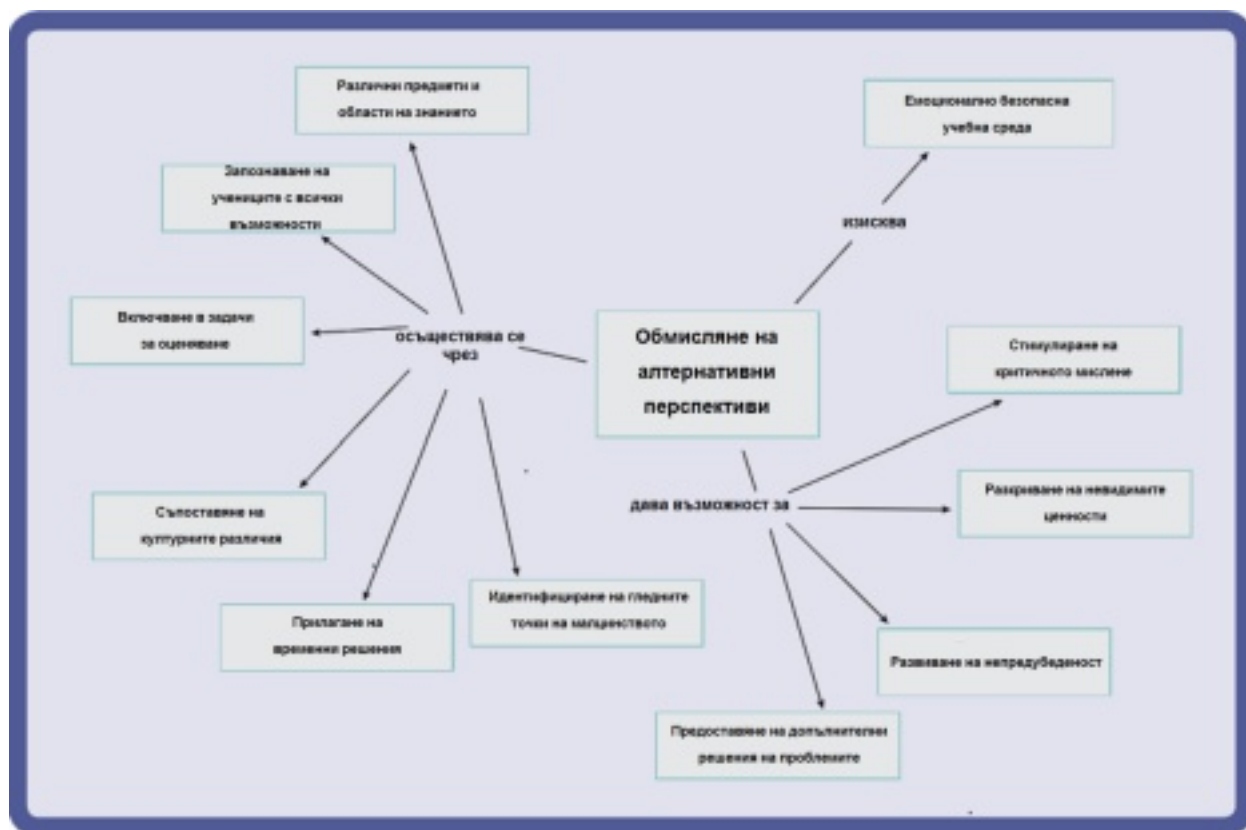 Различни предмети и
области на знанието
Емоционално безопасна
учебна среда
Запознаване на
учениците с всички
възможности
изисква
Включване в задачи
за оценяване
осъществява се
чрез
Обмисляне на
алтернативни
перспективи
Стимулиране на
критичното мислене
дава възможност за
Разкриване на невидимите
ценности
Съпоставяне на
културните различия
Идентифициране на гледните
точки на малцинството
Прилагане на
временни решения
Развиване на непредубеденост
Предоставяне на допълнителни
решения на проблемите